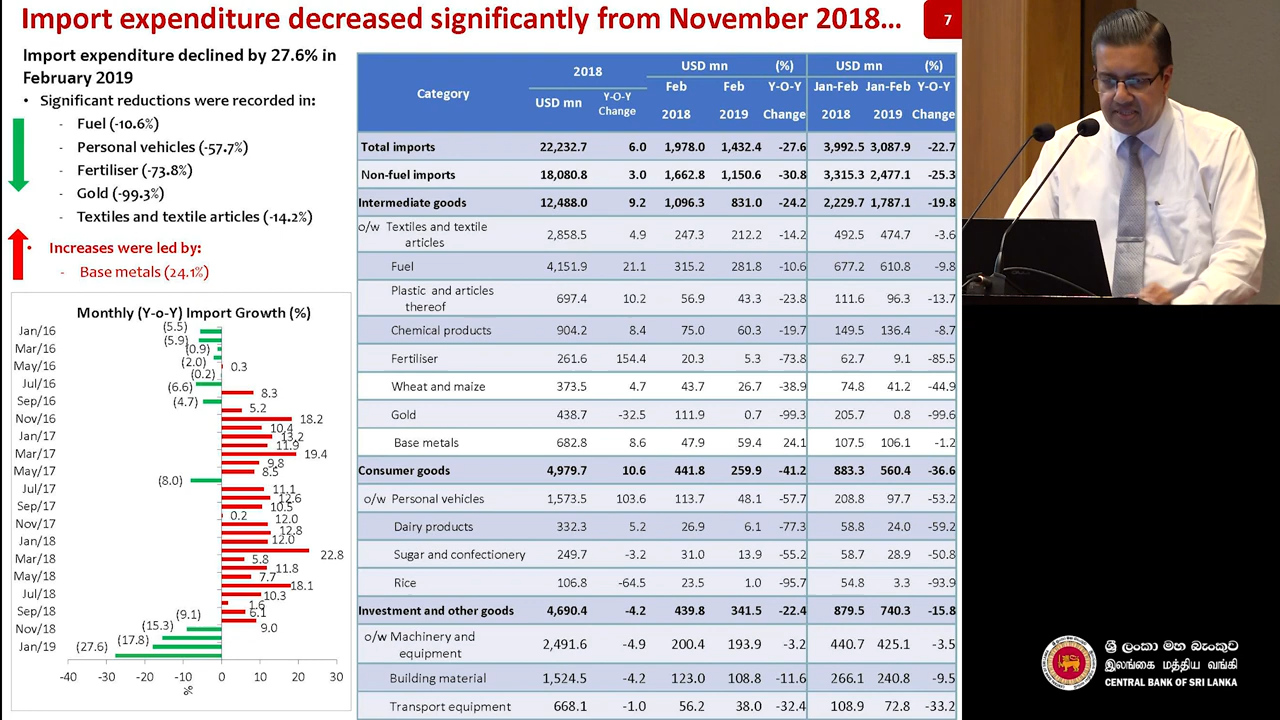 Import expenditure decreased significantly from November 2018...
7
Import expenditure declined by 27.6% in
February 2019
• Significant reductions were recorded in:
- Fuel (-10.6%)
- Personal vehicles (-57.7%)
- Fertiliser (-73.8%)
- Gold (-99.3%)
- Textiles and textile articles (-14.2%)
• Increases were led by:
- Base metals (24.1%)
Monthly (Y-o-Y) Import Growth (%)
Jan/16 (5.5)
(5.9)
Mar/16 (0.9)
(2.0)
May/16 0.3
(0.2)
Jul/16 (6.6)
8.3
Sep/16 (4.7)
5.2
Nov/16 18.2
10.4
Jan/17 13.2
11.9
Mar/17 19.4
9.8
May/17 8.5
(8.0)
Jul/17 11.1
12.6
Sep/17 10.5
0.2
Nov/17 12.0
12.8
Jan/18 12.0
22.8
Mar/18 5.8
11.8
May/18 7.7
18.1
Jul/18 10.3
1.6
Sep/18 6.1
9.0
Nov/18 (9.1)
(15.3)
Jan/19 (17.8)
(27.6)
-40 -30 -20 -10 0 10 20 30
%
Category 2018 USD mn (%) USD mn (%)
USD mn Y-O-Y Change Feb 2018 Feb 2019 Y-O-Y Change Jan-Feb 2018 Jan-Feb 2019 Y-O-Y Change
Total imports 22,232.7 6.0 1,978.0 1,432.4 -27.6 3,992.5 3,087.9 -22.7
Non-fuel imports 18,080.8 3.0 1,662.8 1,150.6 -30.8 3,315.3 2,477.1 -25.3
Intermediate goods 12,488.0 9.2 1,096.3 831.0 -24.2 2,229.7 1,787.1 -19.8
o/w Textiles and textile
articles 2,858.5 4.9 247.3 212.2 -14.2 492.5 474.7 -3.6
Fuel 4,151.9 21.1 315.2 281.8 -10.6 677.2 610.8 -9.8
Plastic and articles
thereof 697.4 10.2 56.9 43.3 -23.8 111.6 96.3 -13.7
Chemical products 904.2 8.4 75.0 60.3 -19.7 149.5 136.4 -8.7
Fertiliser 261.6 154.4 20.3 5.3 -73.8 62.7 9.1 -85.5
Wheat and maize 373.5 4.7 43.7 26.7 -38.9 74.8 41.2 -44.9
Gold 438.7 -32.5 111.9 0.7 -99.3 205.7 0.8 -99.6
Base metals 682.8 8.6 47.9 59.4 24.1 107.5 106.1 -1.2
Consumer goods 4,979.7 10.6 441.8 259.9 -41.2 883.3 560.4 -36.6
o/w Personal vehicles 1,573.5 103.6 113.7 48.1 -57.7 208.8 97.7 -53.2
Dairy products 332.3 5.2 26.9 6.1 -77.3 58.8 24.0 -59.2
Sugar and confectionery 249.7 -3.2 31.0 13.9 -55.2 58.7 28.9 -50.8
Rice 106.8 -64.5 23.5 1.0 -95.7 54.8 3.3 -93.9
Investment and other goods 4,690.4 -4.2 439.8 341.5 -22.4 879.5 740.3 -15.8
o/w Machinery and
equipment 2,491.6 -4.9 200.4 193.9 -3.2 440.7 425.1 -3.5
Building material 1,524.5 -4.2 123.0 108.8 -11.6 266.1 240.8 -9.5
Transport equipment 668.1 -1.0 56.2 38.0 -32.4 108.9 72.8 -33.2
ශ්‍රී ලංකා මහ බැංකුව
இலங்கை மத்திய வங்கி
CENTRAL BANK OF SRI LANKA